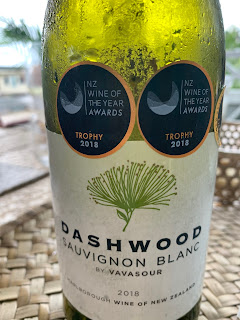 NZ
WINE OF
THE YEAR
AWARDS
TROPHY
2018
NZ
WINE OF
THE YEAR
AWARDS
TROPHY
2018
DASHWOOD
SAUVIGNON BLANC
BY VAVASOUR
2018
MARLBOROUGH WINE OF NEW ZEALAND